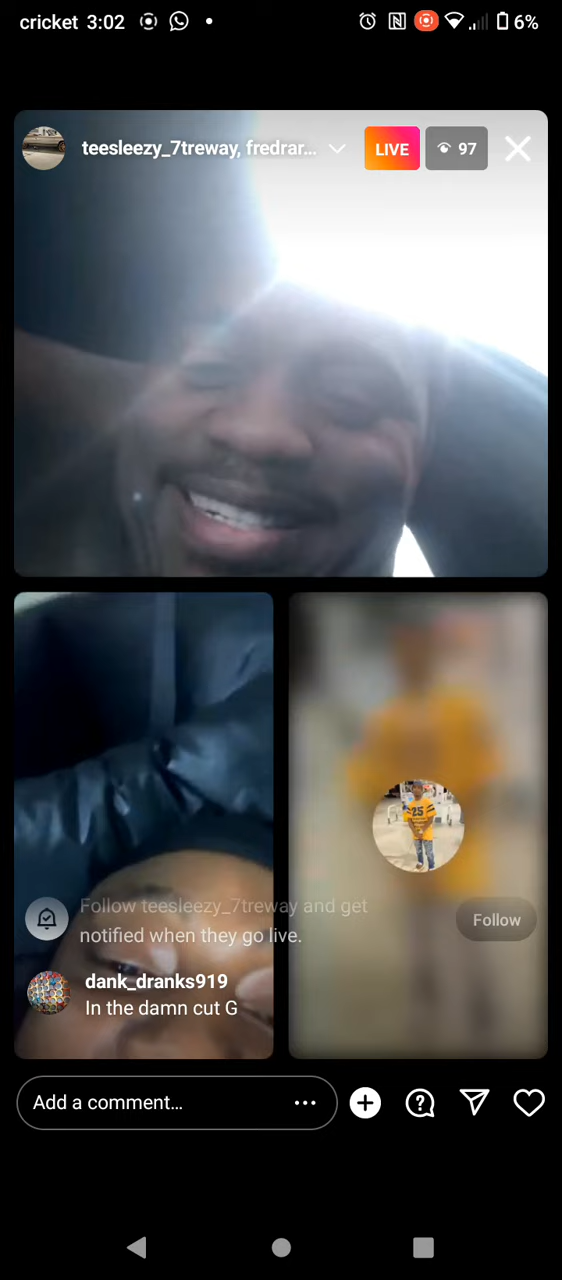 cricket 3:02
6%
teesleezy_7treway, fredrar...
LIVE
97
25
Follow teesleezy_7treway and get
notified when they go live.
Follow
dank_dranks919
In the damn cut G
Add a comment...